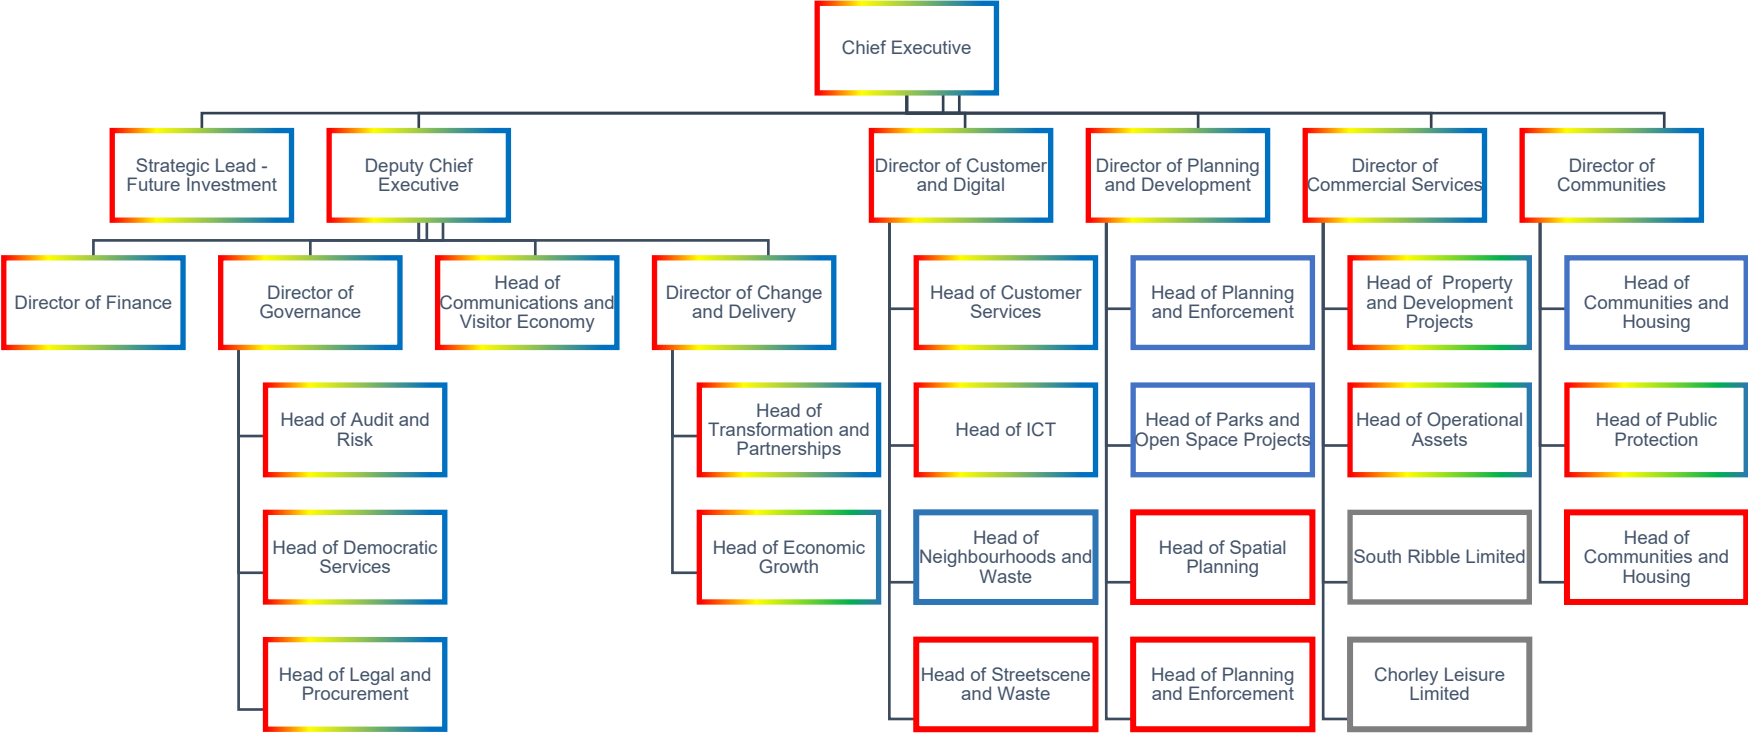 Chief Executive
Strategic Lead -
Future Investment
Deputy Chief
Executive
Director of Customer
and Digital
Director of Planning
and Development
Director of
Commercial Services
Director of
Communities
Director of Finance
Director of
Governance
Head of
Communications and
Visitor Economy
Director of Change
and Delivery
Head of Customer
Services
Head of Planning
and Enforcement
Head of  Property
and Development
Projects
Head of
Communities and
Housing
Head of Audit and
Risk
Head of
Transformation and
Partnerships
Head of ICT
Head of Parks and
Open Space Projects
Head of Operational
Assets
Head of Public
Protection
Head of Democratic
Services
Head of Economic
Growth
Head of
Neighbourhoods and
Waste
Head of Spatial
Planning
South Ribble Limited
Head of
Communities and
Housing
Head of Legal and
Procurement
Head of Streetscene
and Waste
Head of Planning
and Enforcement
Chorley Leisure
Limited